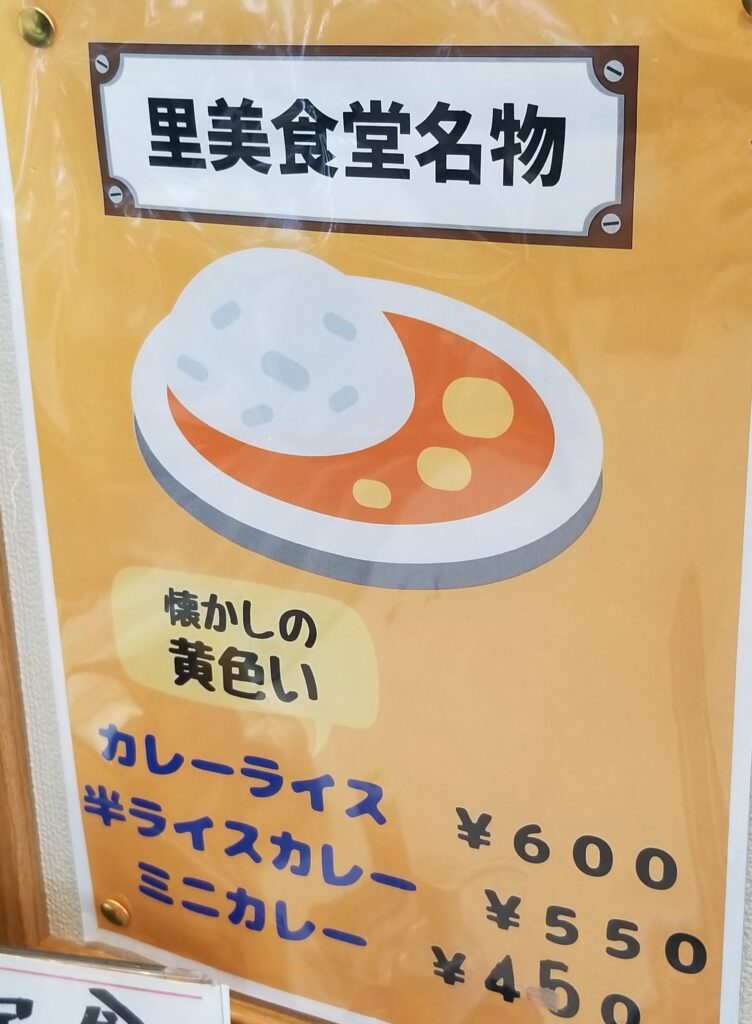 里美食堂名物
懐かしの
黄色い
カレーライス ¥600
半ライスカレー ¥550
ミニカレー ¥450